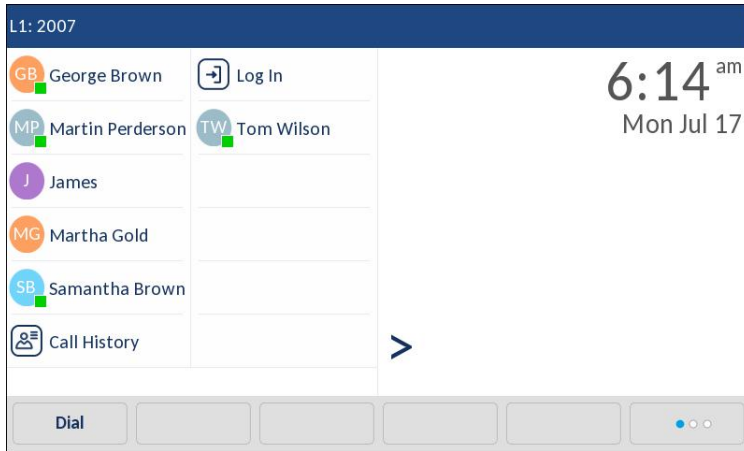 L1: 2007
GB George Brown
Log In
MP Martin Perderson
TW Tom Wilson
J James
MG Martha Gold
SB Samantha Brown
Call History
6:14 am
Mon Jul 17
>
Dial